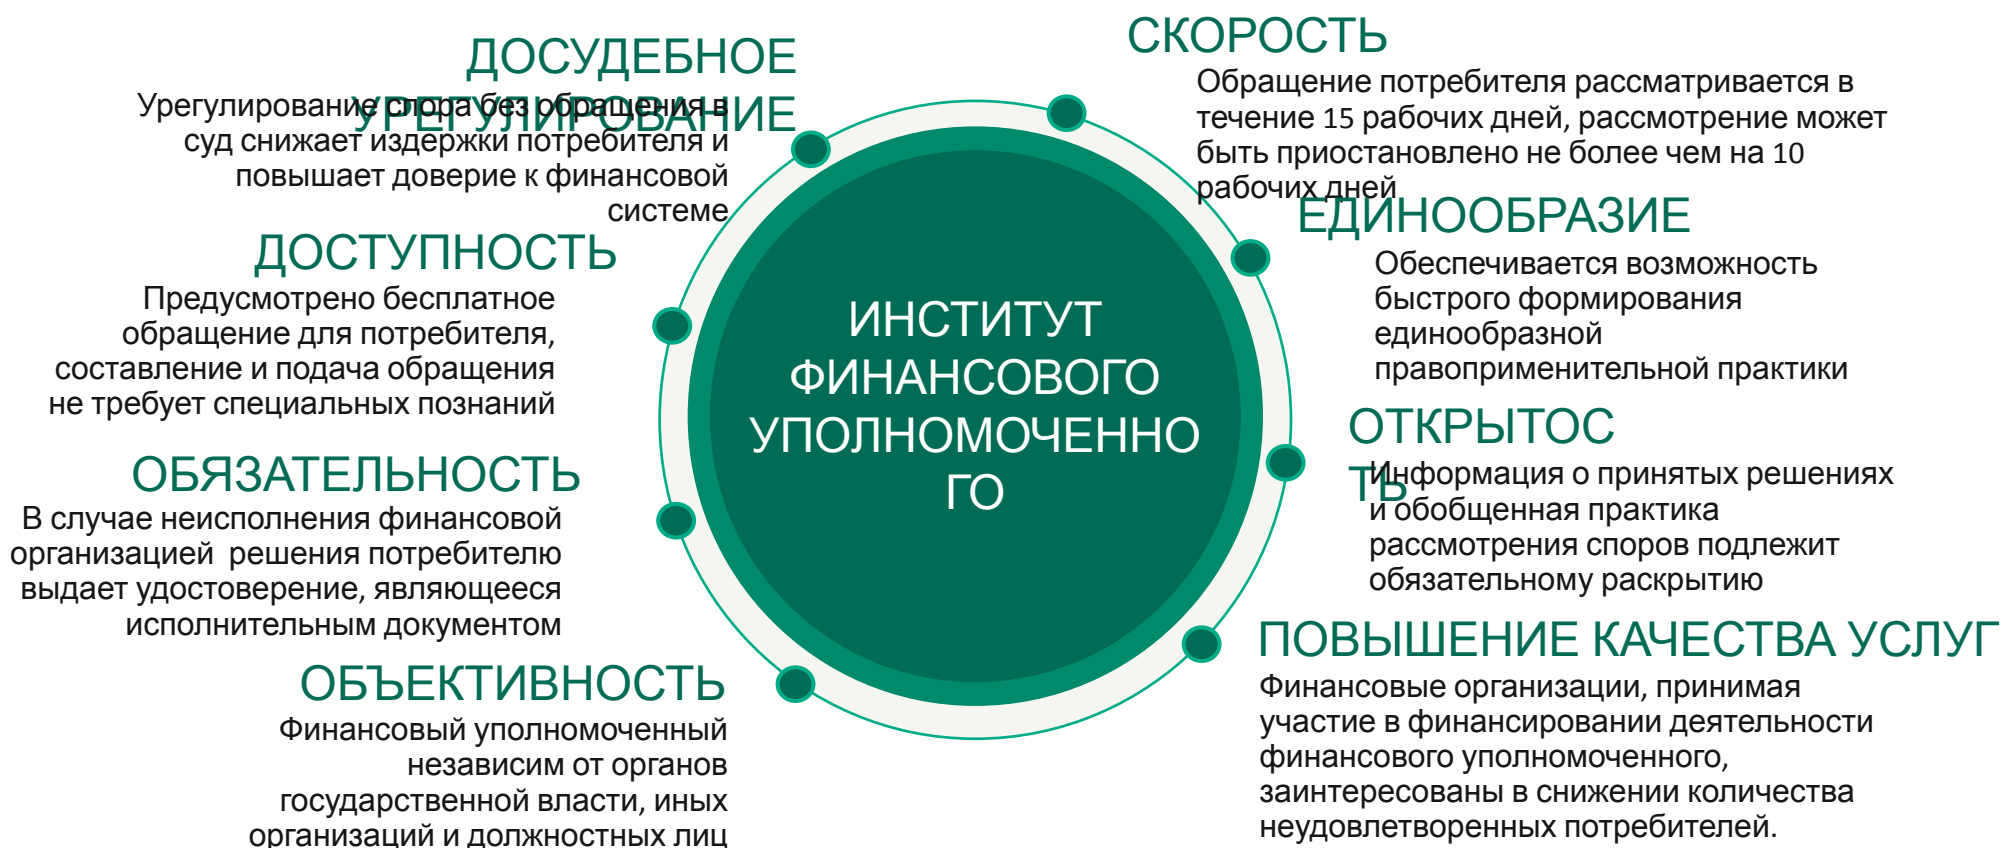 ДОСУДЕБНОЕ
УРЕГУЛИРОВАНИЕ
Урегулирование спора без обращения в
суд снижает издержки потребителя и
повышает доверие к финансовой
системе
ДОСТУПНОСТЬ
Предусмотрено бесплатное
обращение для потребителя,
составление и подача обращения
не требует специальных познаний
ОБЯЗАТЕЛЬНОСТЬ
В случае неисполнения финансовой
организацией  решения потребителю
выдает удостоверение, являющееся
исполнительным документом
ОБЪЕКТИВНОСТЬ
Финансовый уполномоченный
независим от органов
государственной власти, иных
организаций и должностных лиц
ИНСТИТУТ
ФИНАНСОВОГО
УПОЛНОМОЧЕННО
ГО
СКОРОСТЬ
Обращение потребителя рассматривается в
течение 15 рабочих дней, рассмотрение может
быть приостановлено не более чем на 10
рабочих дней
ЕДИНООБРАЗИЕ
Обеспечивается возможность
быстрого формирования
единообразной
правоприменительной практики
ОТКРЫТОС
ТЬ
Информация о принятых решениях
и обобщенная практика
рассмотрения споров подлежит
обязательному раскрытию
ПОВЫШЕНИЕ КАЧЕСТВА УСЛУГ
Финансовые организации, принимая
участие в финансировании деятельности
финансового уполномоченного,
заинтересованы в снижении количества
неудовлетворенных потребителей.